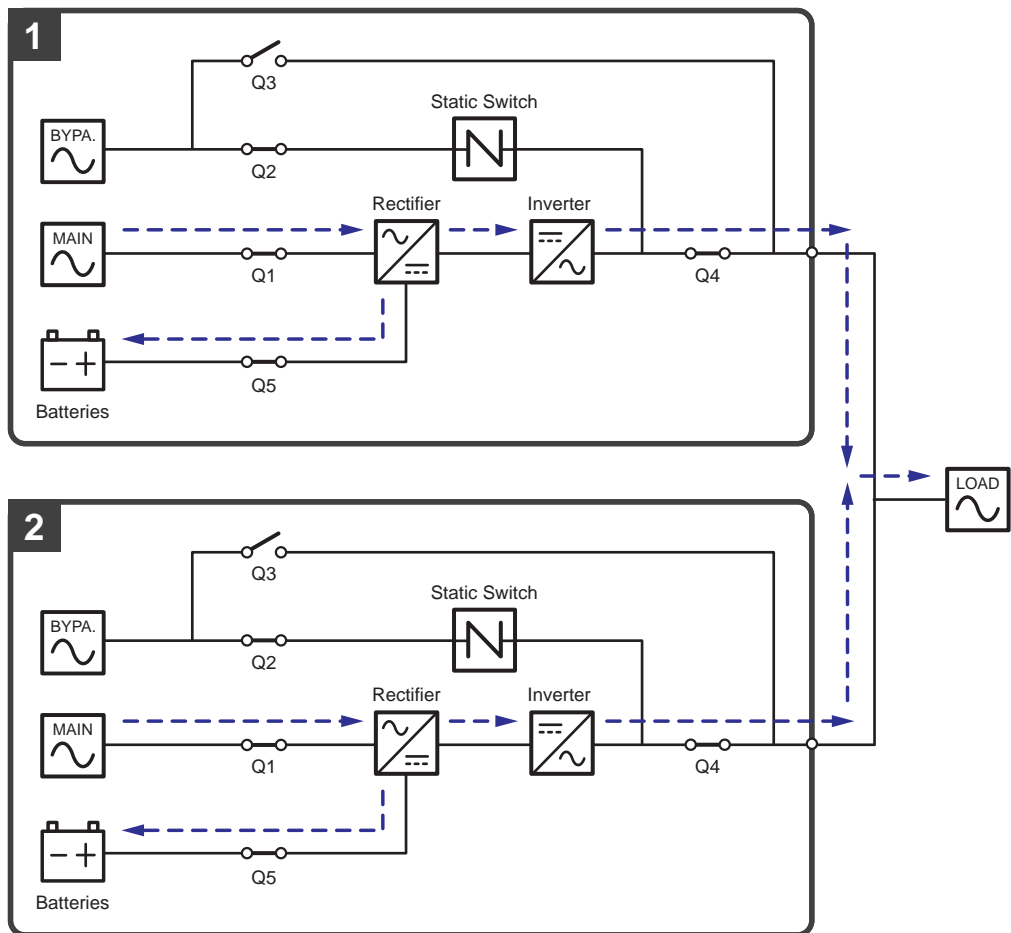 1
Q3
Static Switch
BYPA.
Q2
Rectifier
Inverter
MAIN
Q1
Q4
Q5
Batteries
LOAD
2
Q3
Static Switch
BYPA.
Q2
Rectifier
Inverter
MAIN
Q1
Q4
Q5
Batteries